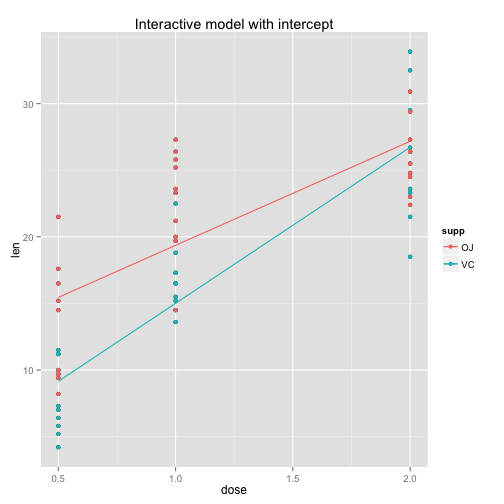 Interactive model with intercept
30
20
10
len
0.5 1.0 1.5 2.0
dose
supp
OJ
VC